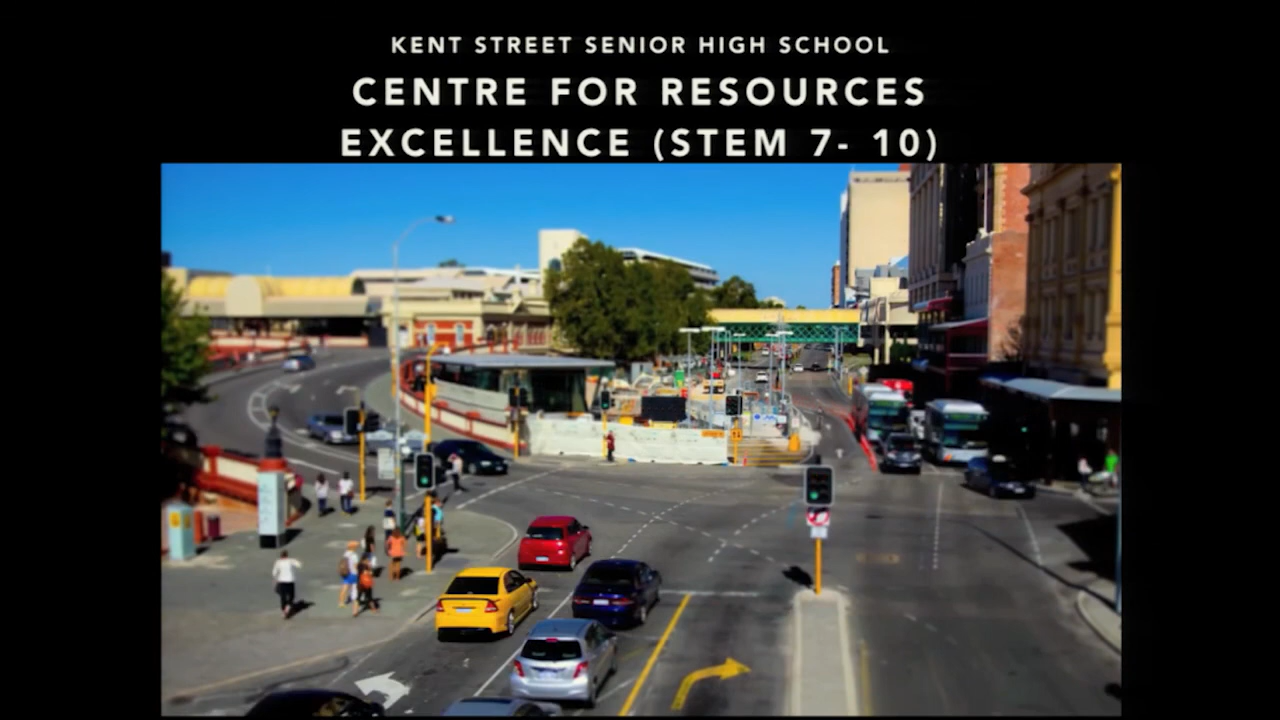 KENT STREET SENIOR HIGH SCHOOL
CENTRE FOR RESOURCES
EXCELLENCE (STEM 7- 10)